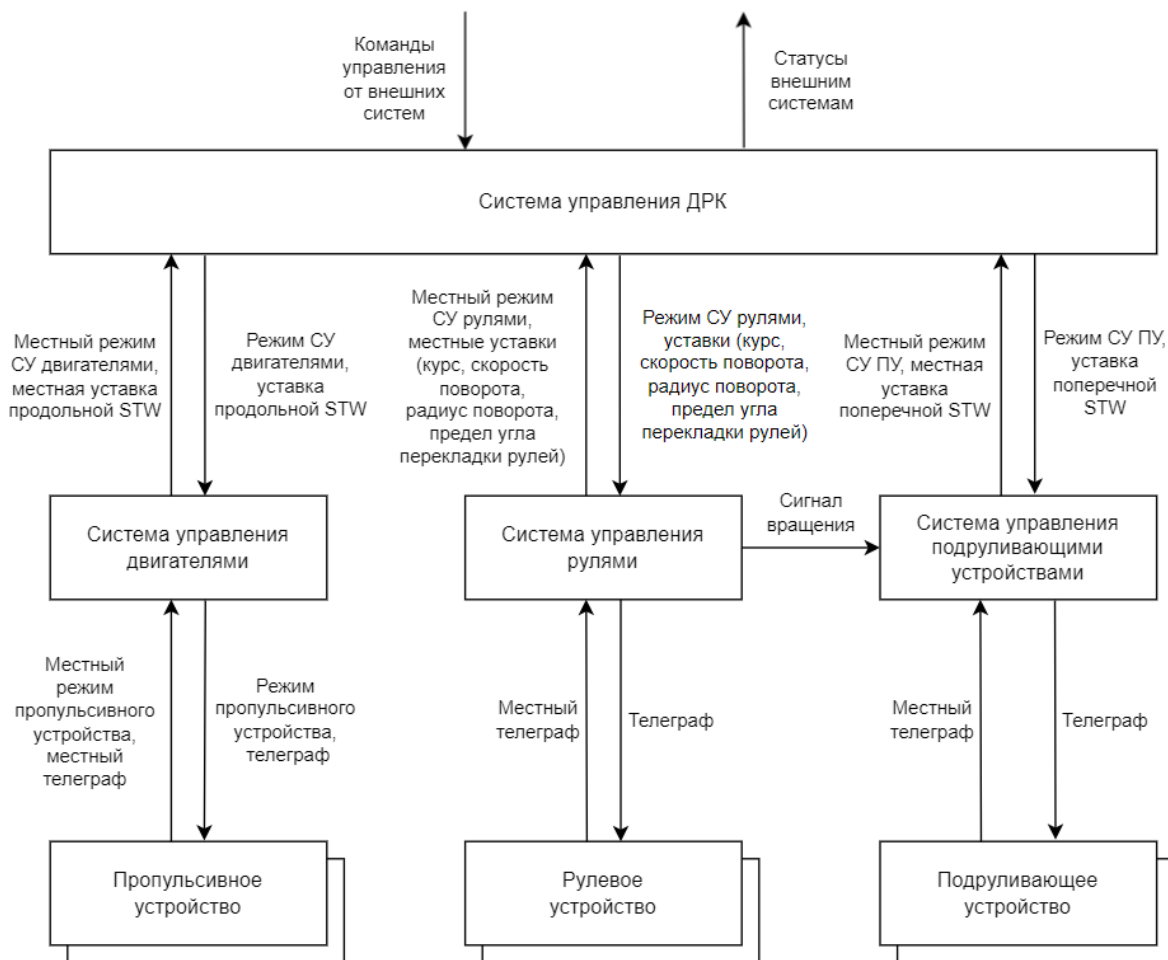 Команды
управления
от внешних
систем
Статусы
внешним
системам
Система управления ДРК
Местный режим
СУ двигателями,
местная уставка
продольной STW
Режим СУ
двигателями,
уставка
продольной STW
Местный режим
СУ рулями,
местные уставки
(курс, скорость
поворота,
радиус поворота,
предел угла
перекладки рулей)
Режим СУ рулями,
уставки (курс,
скорость поворота,
радиус поворота,
предел угла
перекладки рулей)
Местный режим
СУ ПУ, местная
уставка
поперечной STW
Режим СУ ПУ,
уставка
поперечной
STW
Система управления
двигателями
Система управления
рулями
Сигнал
вращения
Система управления
подруливающими
устройствами
Местный
режим
пропульсивного
устройства,
местный
телеграф
Режим
пропульсивного
устройства,
телеграф
Местный
телеграф
Телеграф
Местный
телеграф
Телеграф
Пропульсивное
устройство
Рулевое
устройство
Подруливающее
устройство